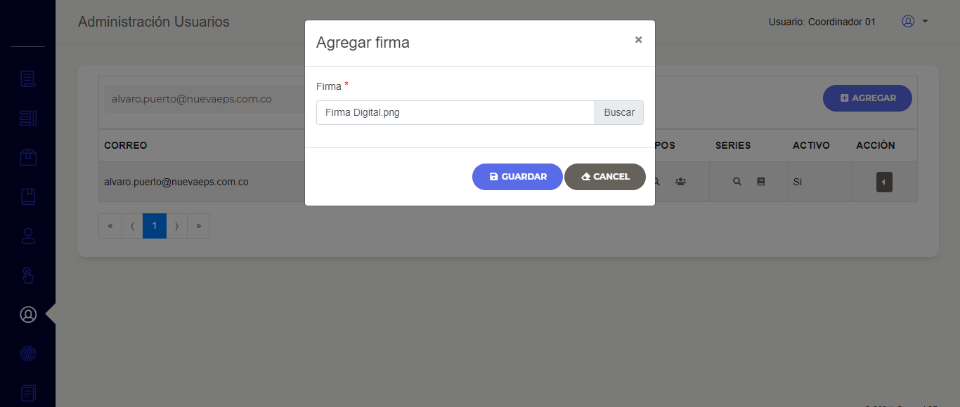 Administración Usuarios
Usuario: Coordinador 01
Agregar firma
×
Firma *
Firma Digital.png
Buscar
GUARDAR
CANCEL
alvaro.puerto@nuevaeps.com.co
AGREGAR
CORREO
POS
SERIES
ACTIVO
ACCIÓN
alvaro.puerto@nuevaeps.com.co
Si
« ⟨ 1 ⟩ »